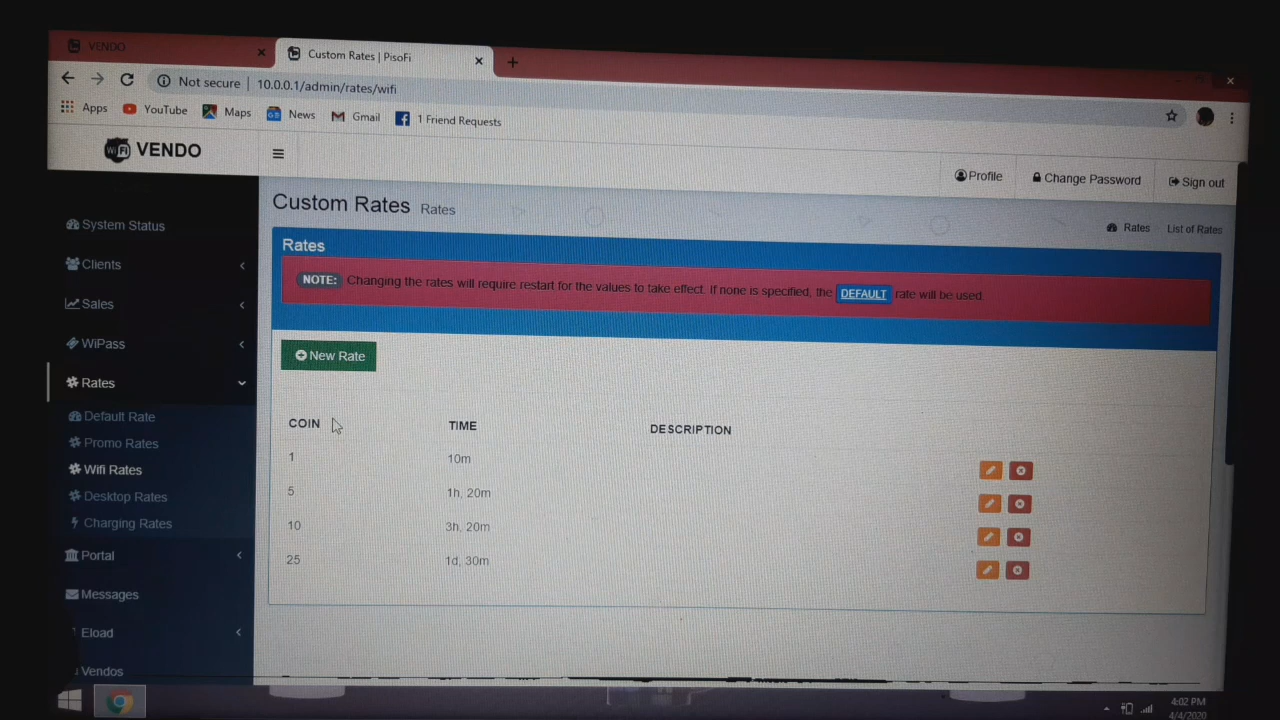 VENDO
Custom Rates | PisoFi
Not secure | 10.0.0.1/admin/rates/wifi
Apps YouTube Maps News Gmail 1 Friend Requests
WiFi VENDO
Profile Change Password Sign out
Custom Rates Rates
Rates List of Rates
System Status
Clients
Sales
WiPass
Rates
Default Rate
Promo Rates
Wifi Rates
Desktop Rates
Charging Rates
Portal
Messages
Eload
Vendos
Rates
NOTE: Changing the rates will require restart for the values to take effect. If none is specified, the DEFAULT rate will be used.
New Rate
COIN TIME DESCRIPTION
1 10m
5 1h, 20m
10 3h, 20m
25 1d, 30m
4:02 PM
4/4/2020